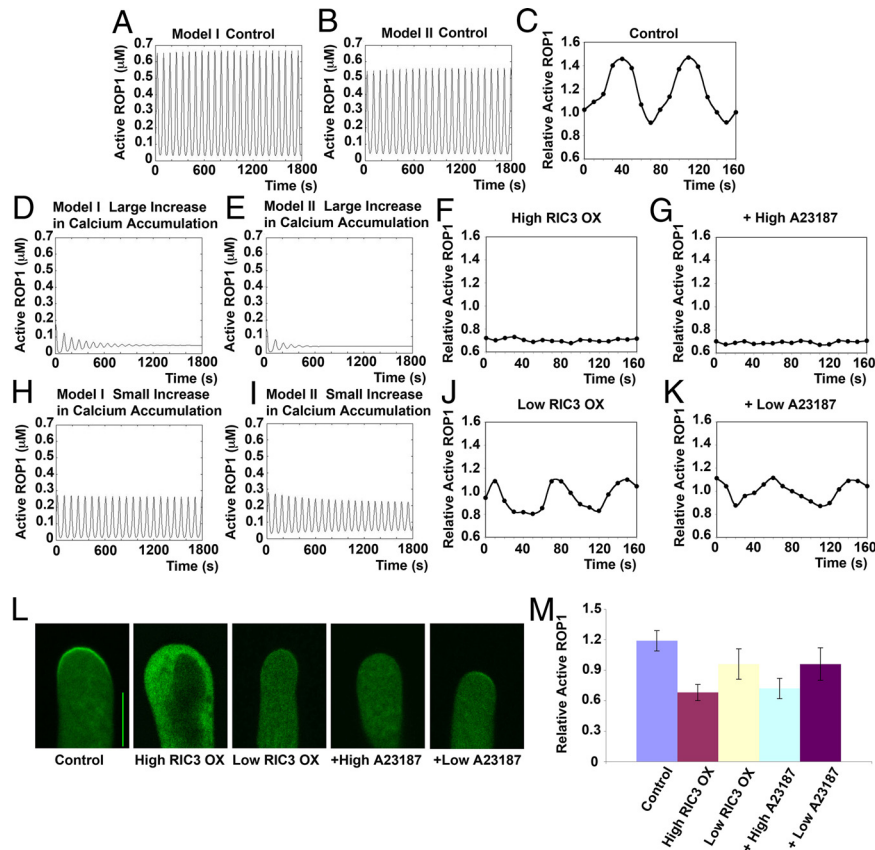 A
Model I Control
Active ROP1 (μM)
0.7
0.6
0.5
0.4
0.3
0.2
0.1
0
0 600 1200 1800
Time (s)
B
Model II Control
Active ROP1 (μM)
0.7
0.6
0.5
0.4
0.3
0.2
0.1
0
0 600 1200 1800
Time (s)
C
Control
Relative Active ROP1
1.6
1.4
1.2
1.0
0.8
0.6
0 40 80 120 160
Time (s)
D
Model I Large Increase
in Calcium Accumulation
Active ROP1 (μM)
0.7
0.6
0.5
0.4
0.3
0.2
0.1
0
0 600 1200 1800
Time (s)
E
Model II Large Increase
in Calcium Accumulation
Active ROP1 (μM)
0.7
0.6
0.5
0.4
0.3
0.2
0.1
0
0 600 1200 1800
Time (s)
F
High RIC3 OX
Relative Active ROP1
1.6
1.4
1.2
1.0
0.8
0.6
0 40 80 120 160
Time (s)
G
+ High A23187
Relative Active ROP1
1.6
1.4
1.2
1.0
0.8
0.6
0 40 80 120 160
Time (s)
H
Model I Small Increase
in Calcium Accumulation
Active ROP1 (μM)
0.7
0.6
0.5
0.4
0.3
0.2
0.1
0
0 600 1200 1800
Time (s)
I
Model II Small Increase
in Calcium Accumulation
Active ROP1 (μM)
0.7
0.6
0.5
0.4
0.3
0.2
0.1
0
0 600 1200 1800
Time (s)
J
Low RIC3 OX
Relative Active ROP1
1.6
1.4
1.2
1.0
0.8
0.6
0.4
0 40 80 120 160
Time (s)
K
+ Low A23187
Relative Active ROP1
1.6
1.4
1.2
1.0
0.8
0.6
0.4
0 40 80 120 160
Time (s)
L
Control
High RIC3 OX
Low RIC3 OX
+High A23187
+Low A23187
M
Relative Active ROP1
1.5
1.2
0.9
0.6
0.3
0
Control
High RIC3 OX
Low RIC3 OX
+ High A23187
+ Low A23187